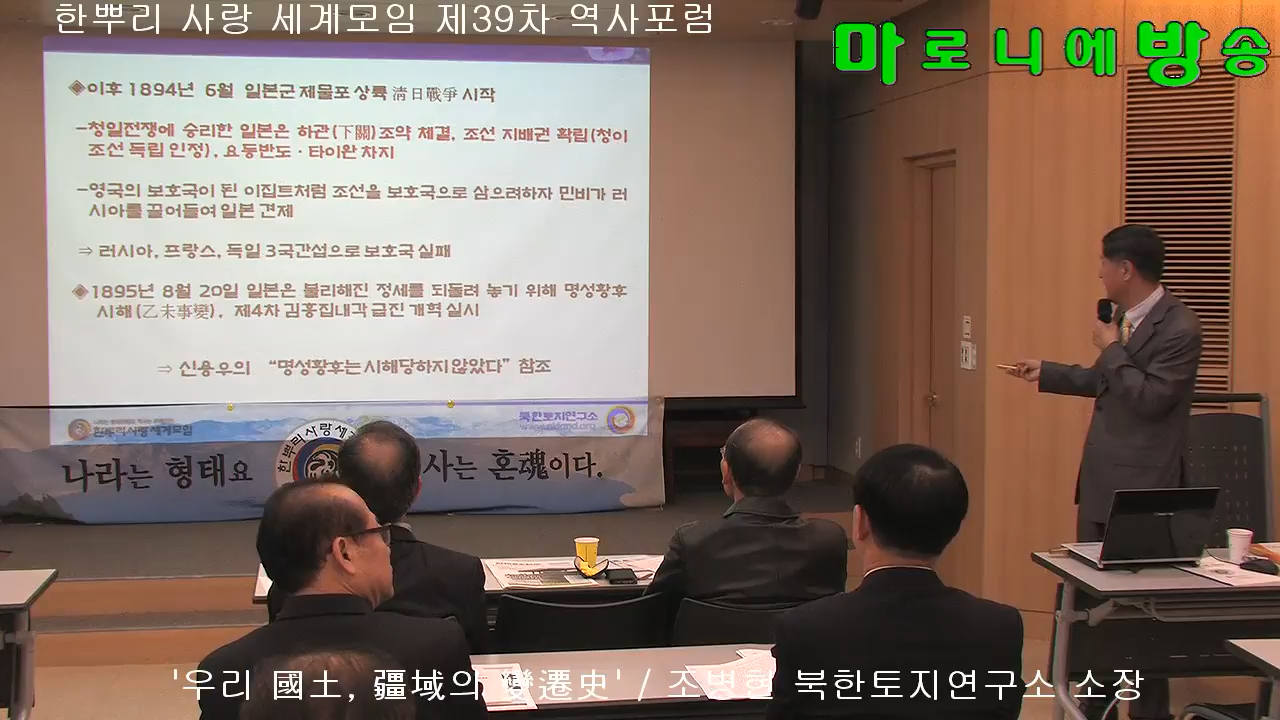 한뿌리 사랑 세계모임 제39차 역사포럼
마로니에방송
◈이후 1894년 6월 일본군 제물포 상륙 淸日戰爭 시작
-청일전쟁에 승리한 일본은 하관(下關)조약 체결, 조선 지배권 확립(청이
조선 독립 인정), 요동반도·타이완 차지
-영국의 보호국이 된 이집트처럼 조선을 보호국으로 삼으려하자 민비가 러
시아를 끌어들여 일본 견제
⇒ 러시아, 프랑스, 독일 3국간섭으로 보호국 실패
◈1895년 8월 20일 일본은 불리해진 정세를 되돌려 놓기 위해 명성황후
시해(乙未事變), 제4차 김홍집내각 급진 개혁 실시
⇒ 신용우의 “명성황후는 시해당하지 않았다” 참조
한뿌리사랑세계모임
북한토지연구소
한뿌리사랑세계
나라는 형태요
사는 혼魂이다.
'우리 國土, 疆域의 變遷史' / 조병현 북한토지연구소 소장